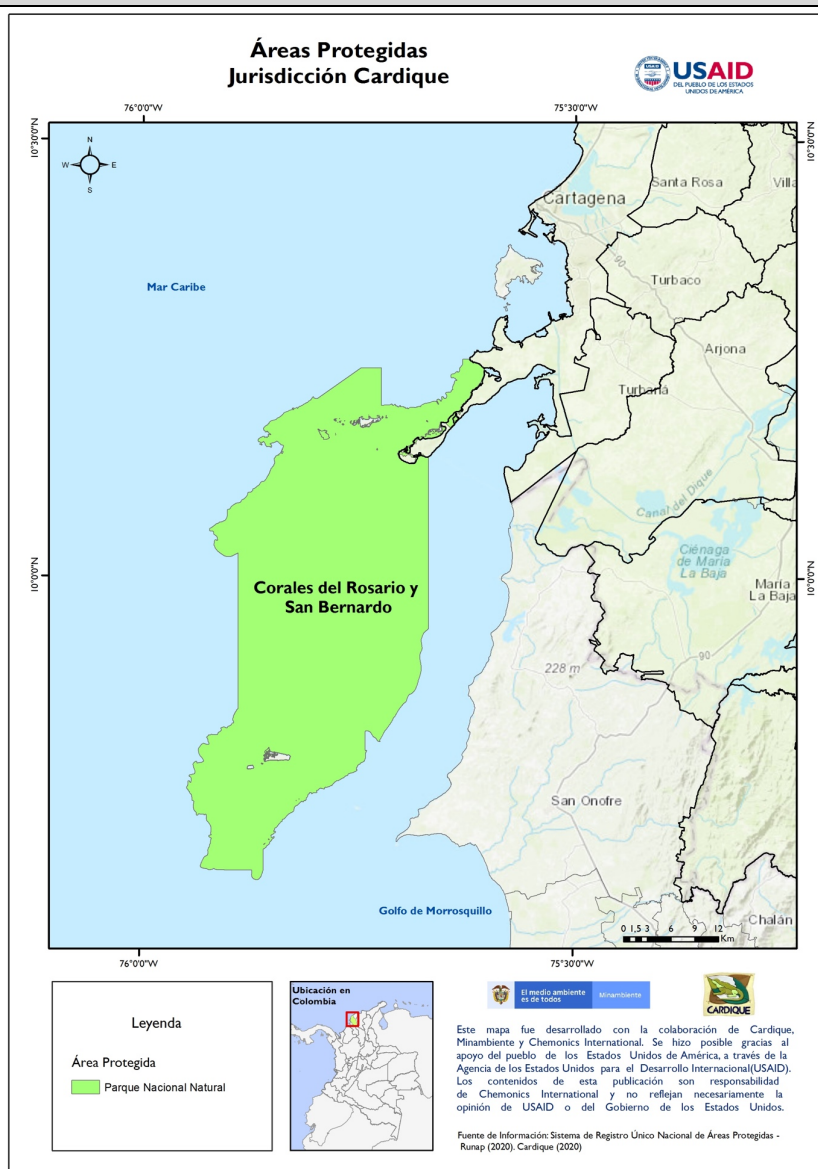 Áreas Protegidas
Jurisdicción Cardique
USAID
DEL PUEBLO DE LOS ESTADOS
UNIDOS DE AMÉRICA
76°0'0"W
75°30'0"W
10°30'0"N
10°30'0"N
N
W
E
S
Santa Rosa
Villa
Cartagena
90
Turbaco
Mar Caribe
Arjona
Turbaná
Canal del Dique
Ciénaga
de María
La Baja
10°0'0"N
10°0'0"N
María
La Baja
Corales del Rosario y
San Bernardo
90
228 m
San Onofre
Golfo de Morrosquillo
Chalán
0 1,5 3 6 9 12
Km
76°0'0"W
75°30'0"W
Leyenda
Área Protegida
Parque Nacional Natural
Ubicación en
Colombia
El medio ambiente
es de todos
Minambiente
CARDIQUE
Este mapa fue desarrollado con la colaboración de Cardique,
Minambiente y Chemonics International. Se hizo posible gracias al
apoyo del pueblo de los Estados Unidos de América, a través de la
Agencia de los Estados Unidos para el Desarrollo Internacional(USAID).
Los contenidos de esta publicación son responsabilidad
de Chemonics International y no reflejan necesariamente la
opinión de USAID o del Gobierno de los Estados Unidos.
Fuente de Información: Sistema de Registro Único Nacional de Áreas Protegidas -
Runap (2020). Cardique (2020)